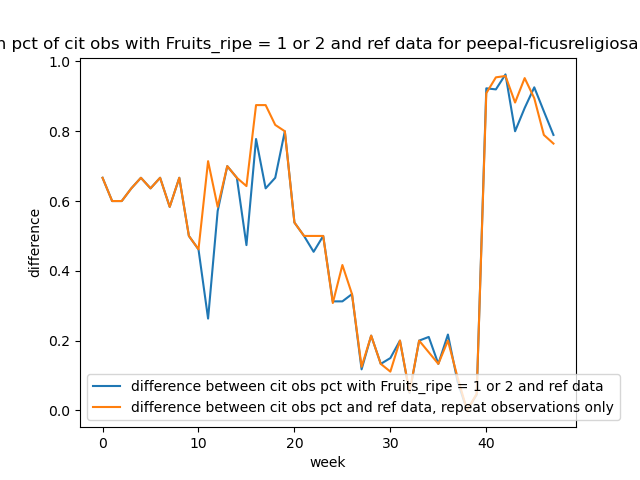 pct of cit obs with Fruits_ripe = 1 or 2 and ref data for peepal-ficusreligiosa
1.0
0.8
0.6
0.4
0.2
0.0
difference
difference between cit obs pct with Fruits_ripe = 1 or 2 and ref data
difference between cit obs pct and ref data, repeat observations only
0 10 20 30 40
week